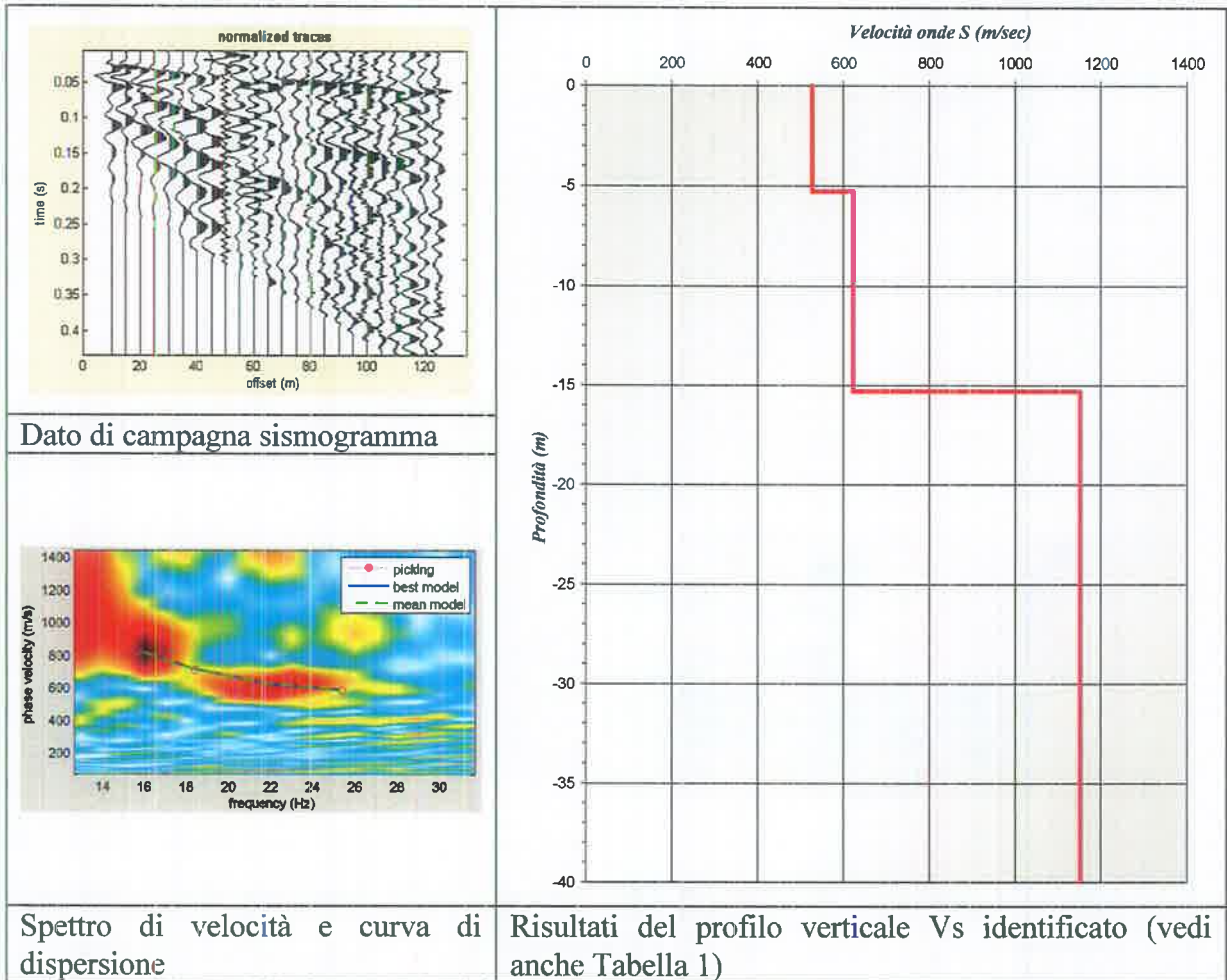 normalized traces
0.05
0.1
0.15
0.2
0.25
0.3
0.35
0.4
time (s)
0 20 40 60 80 100 120
offset (m)
Dato di campagna sismogramma
1400
1200
1000
800
600
400
200
phase velocity (m/s)
picking
best model
mean model
14 16 18 20 22 24 26 28 30
frequency (Hz)
Spettro di velocità e curva di
dispersione
Velocità onde S (m/sec)
0 200 400 600 800 1000 1200 1400
0
-5
-10
-15
-20
-25
-30
-35
-40
Profondità (m)
Risultati del profilo verticale Vs identificato (vedi
anche Tabella 1)